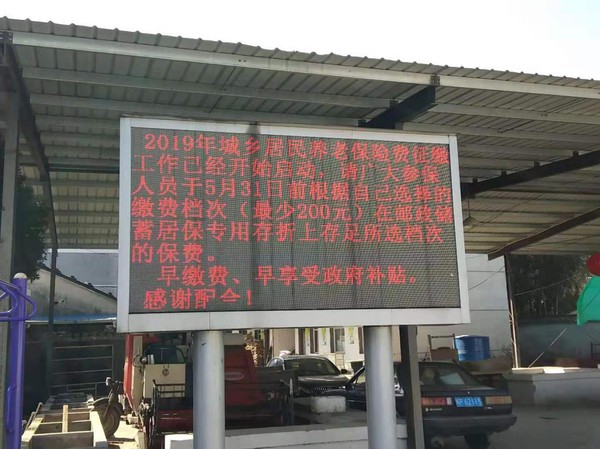 2019年城乡居民养老保险费征缴
工作已经开始启动，请广大参保
人员于5月31日前根据自己选择的
缴费档次（最少200元）在邮政储
蓄居保专用存折上存足所选档次
的保费。
早缴费、早享受政府补贴。
感谢配合！